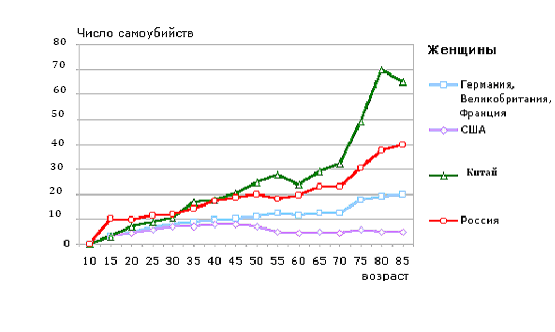 Число самоубийств
80
70
60
50
40
30
20
10
0
10 15 20 25 30 35 40 45 50 55 60 65 70 75 80 85
возраст
Женщины
Германия,
Великобритания,
Франция
США
Китай
Россия